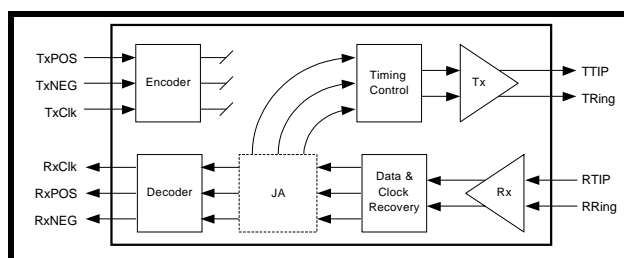 TxPOS
TxNEG
TxClk
Encoder
Timing
Control
Tx
TTIP
TRing
RxClk
RxPOS
RxNEG
Decoder
JA
Data &
Clock
Recovery
Rx
RTIP
RRing